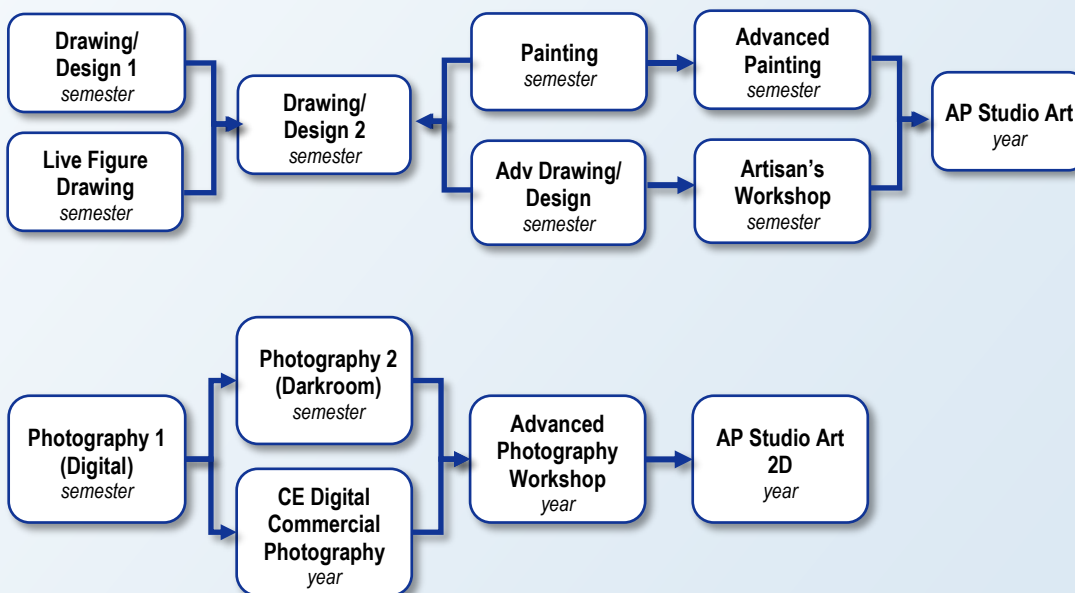 Drawing/
Design 1
semester
Live Figure
Drawing
semester
Drawing/
Design 2
semester
Painting
semester
Adv Drawing/
Design
semester
Advanced
Painting
semester
Artisan's
Workshop
semester
AP Studio Art
year
Photography 1
(Digital)
semester
Photography 2
(Darkroom)
semester
CE Digital
Commercial
Photography
year
Advanced
Photography
Workshop
year
AP Studio Art
2D
year